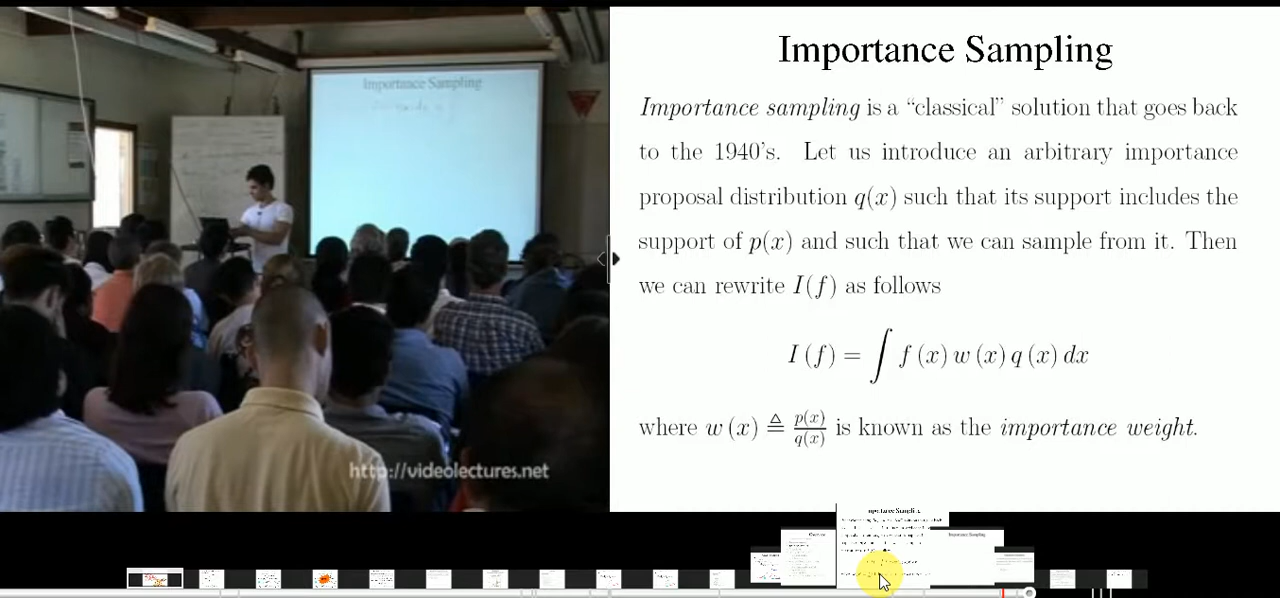 Importance Sampling
http://videolectures.net
Importance Sampling
Importance sampling is a “classical” solution that goes back
to the 1940's. Let us introduce an arbitrary importance
proposal distribution q(x) such that its support includes the
support of p(x) and such that we can sample from it. Then
we can rewrite I(f) as follows
I (f) = ∫ f (x) w (x) q (x) dx
where w (x) ≜ p(x)/q(x) is known as the importance weight.
Importance Sampling